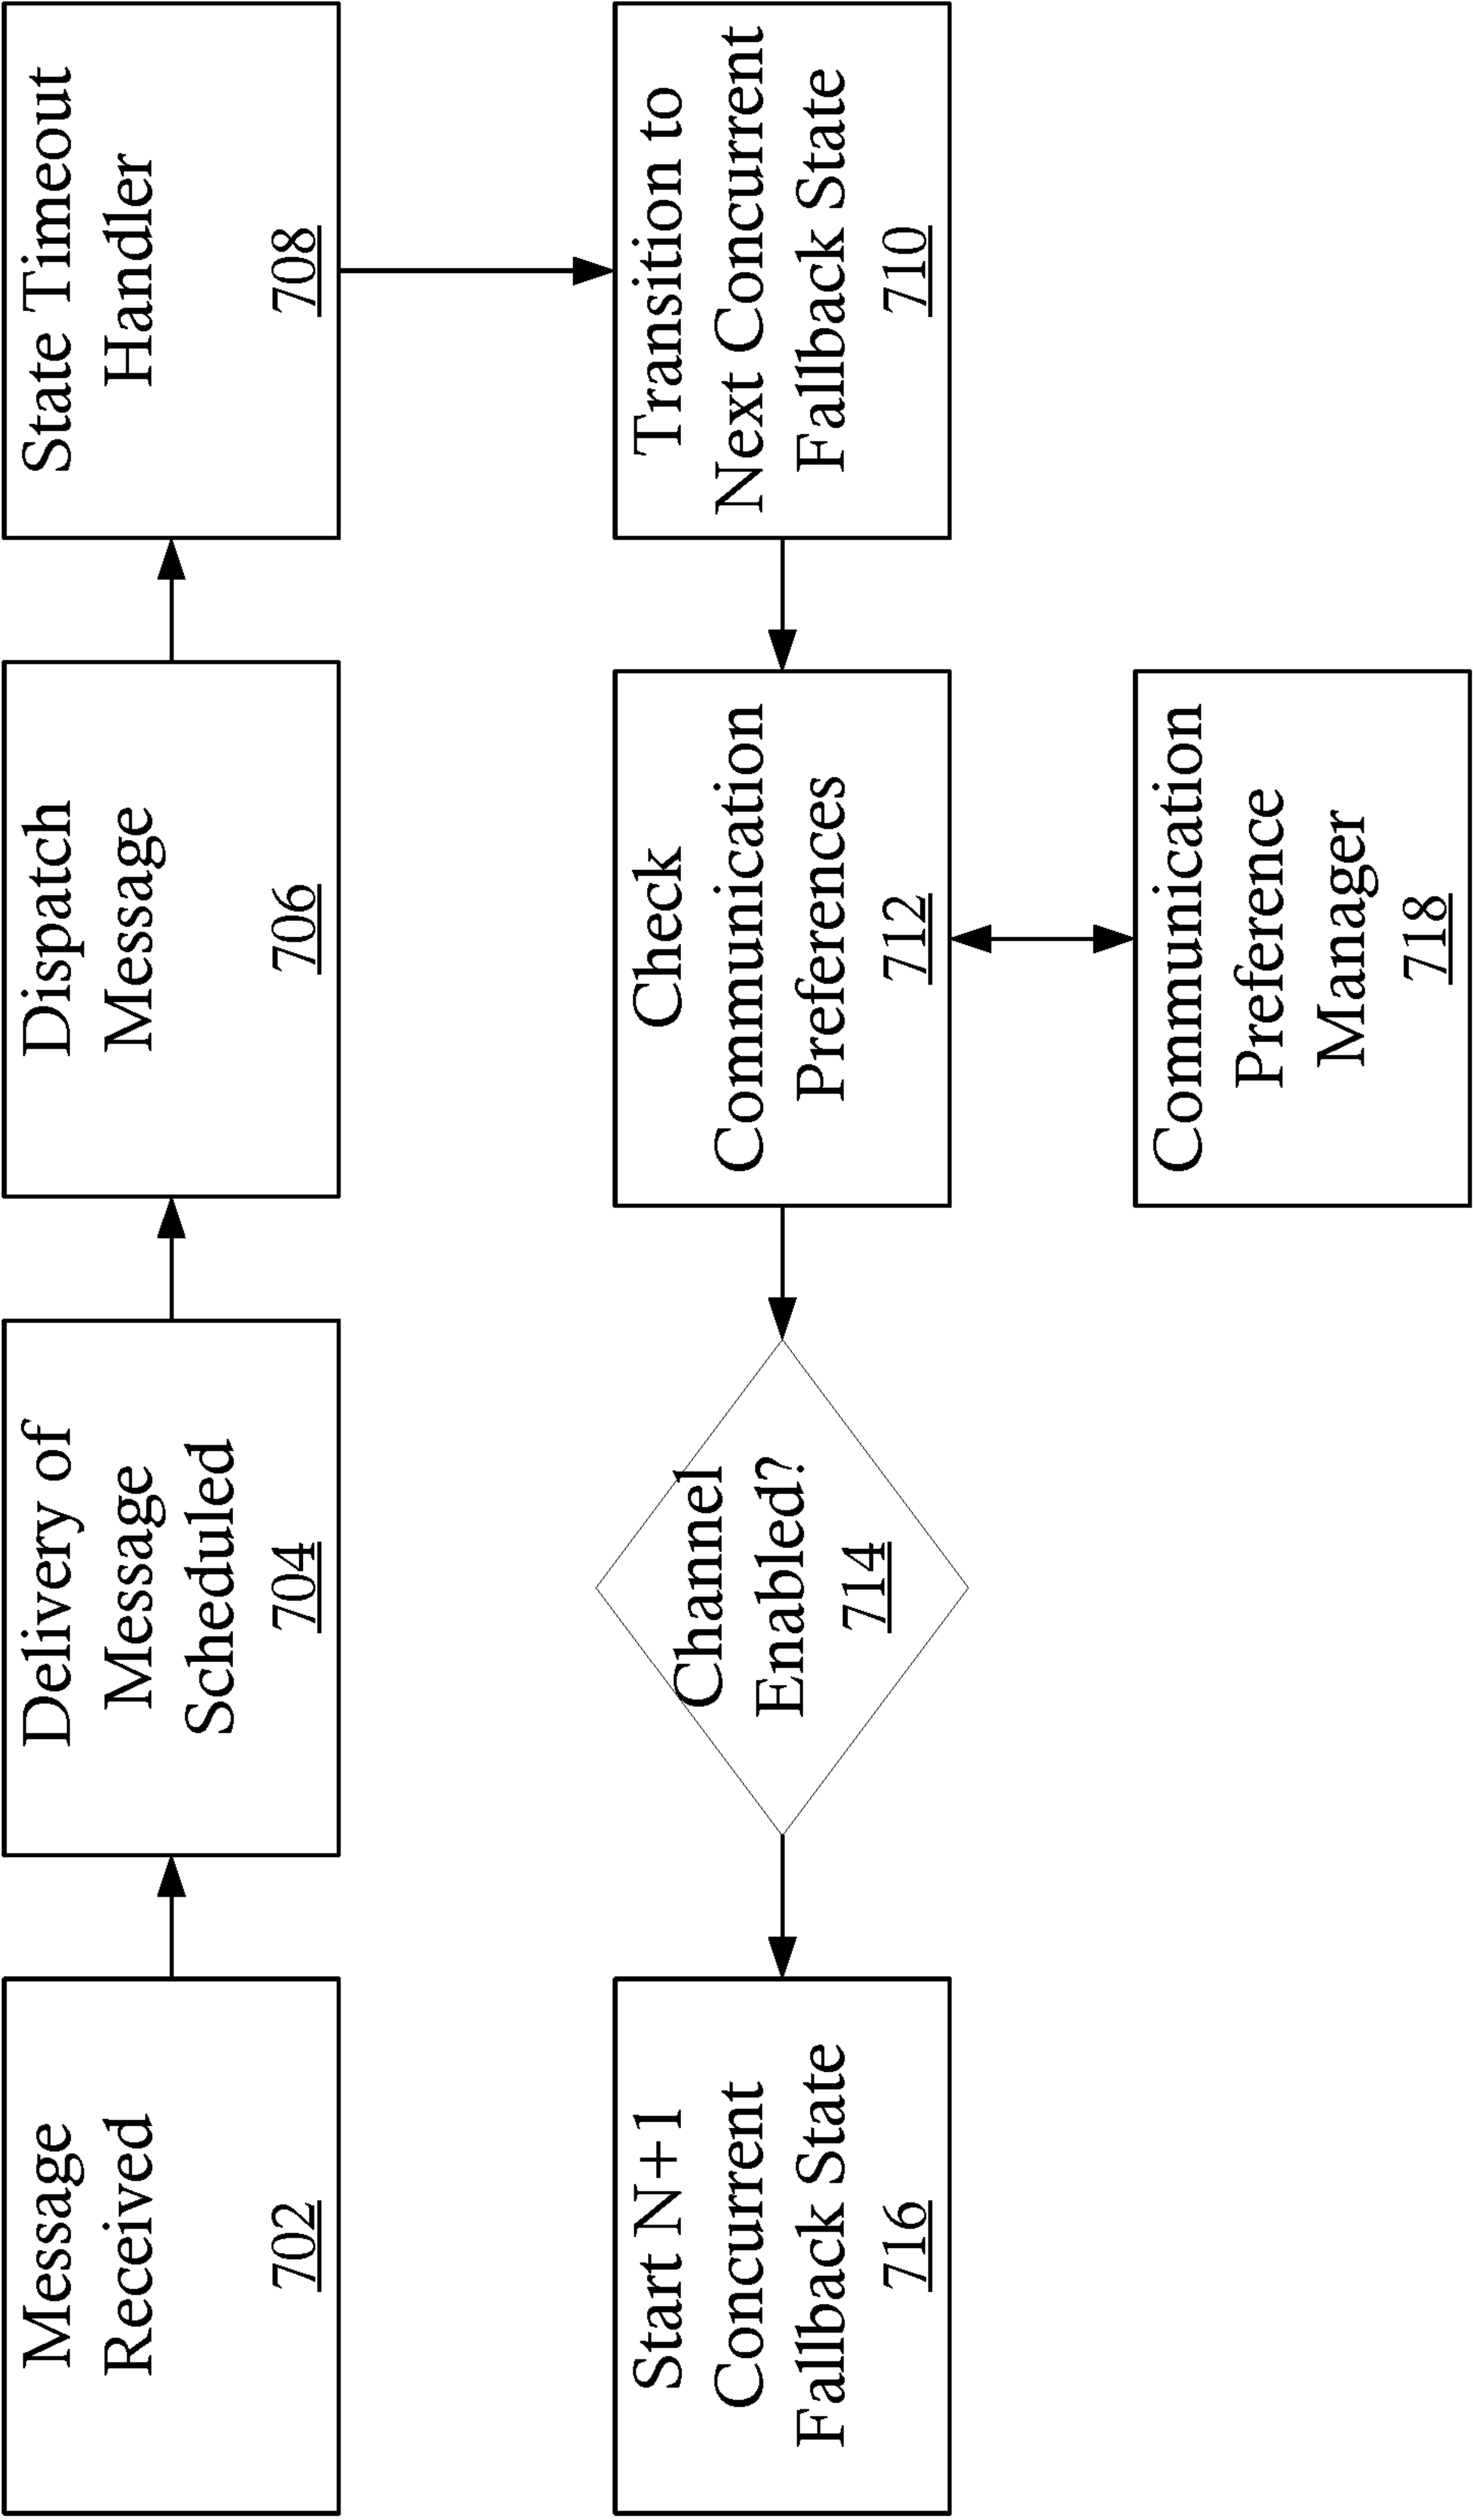 Message
Received
702
Delivery of
Message
Scheduled
704
Dispatch
Message
706
State Timeout
Handler
708
Transition to
Next Concurrent
Fallback State
710
Check
Communication
Preferences
712
Channel
Enabled?
714
Start N+1
Concurrent
Fallback State
716
Communication
Preference
Manager
718